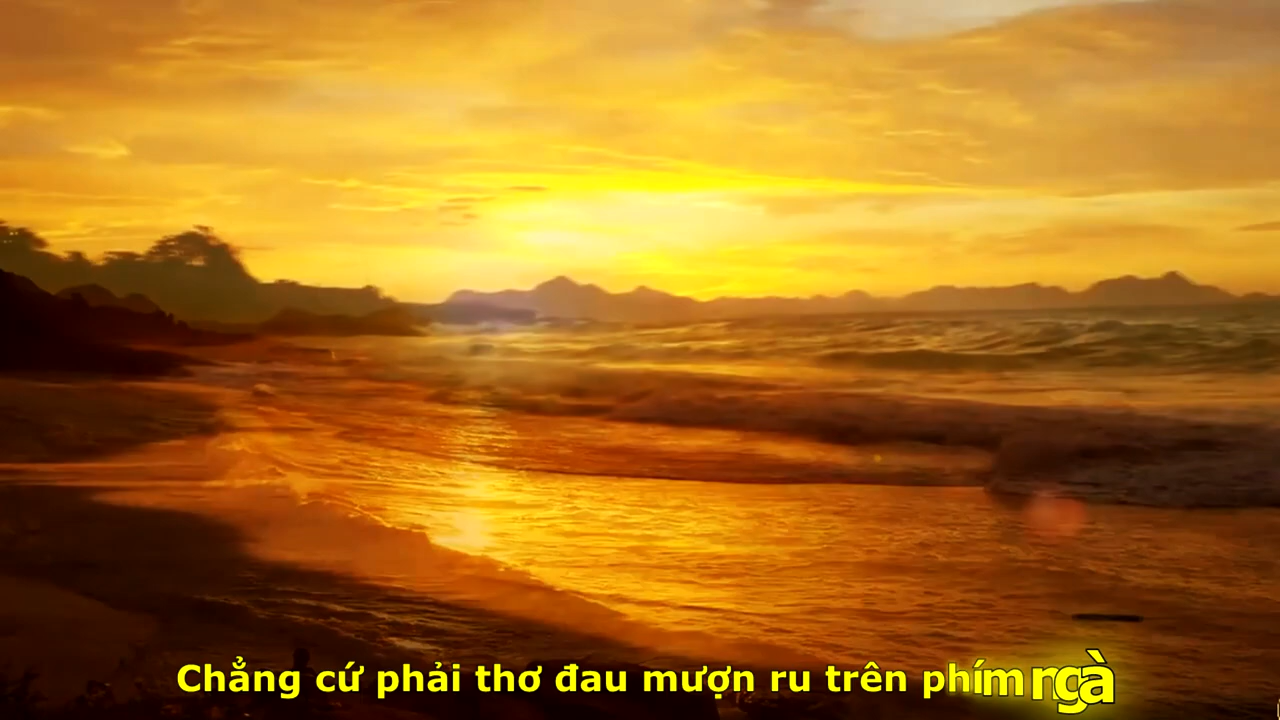 Chẳng cứ phải thơ đau mượn ru trên phím ngà